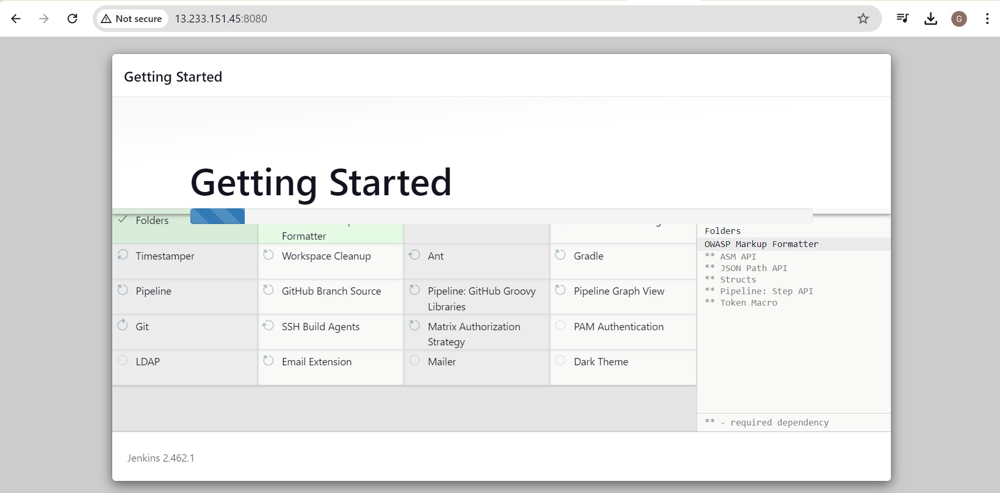 Not secure
13.233.151.45:8080
G
Getting Started
Getting Started
Folders
Formatter
Timestamper
Workspace Cleanup
Ant
Gradle
Pipeline
GitHub Branch Source
Pipeline: GitHub Groovy
Libraries
Pipeline Graph View
Git
SSH Build Agents
Matrix Authorization
Strategy
PAM Authentication
LDAP
Email Extension
Mailer
Dark Theme
Folders
OWASP Markup Formatter
** ASM API
** JSON Path API
** Structs
** Pipeline: Step API
** Token Macro
** - required dependency
Jenkins 2.462.1